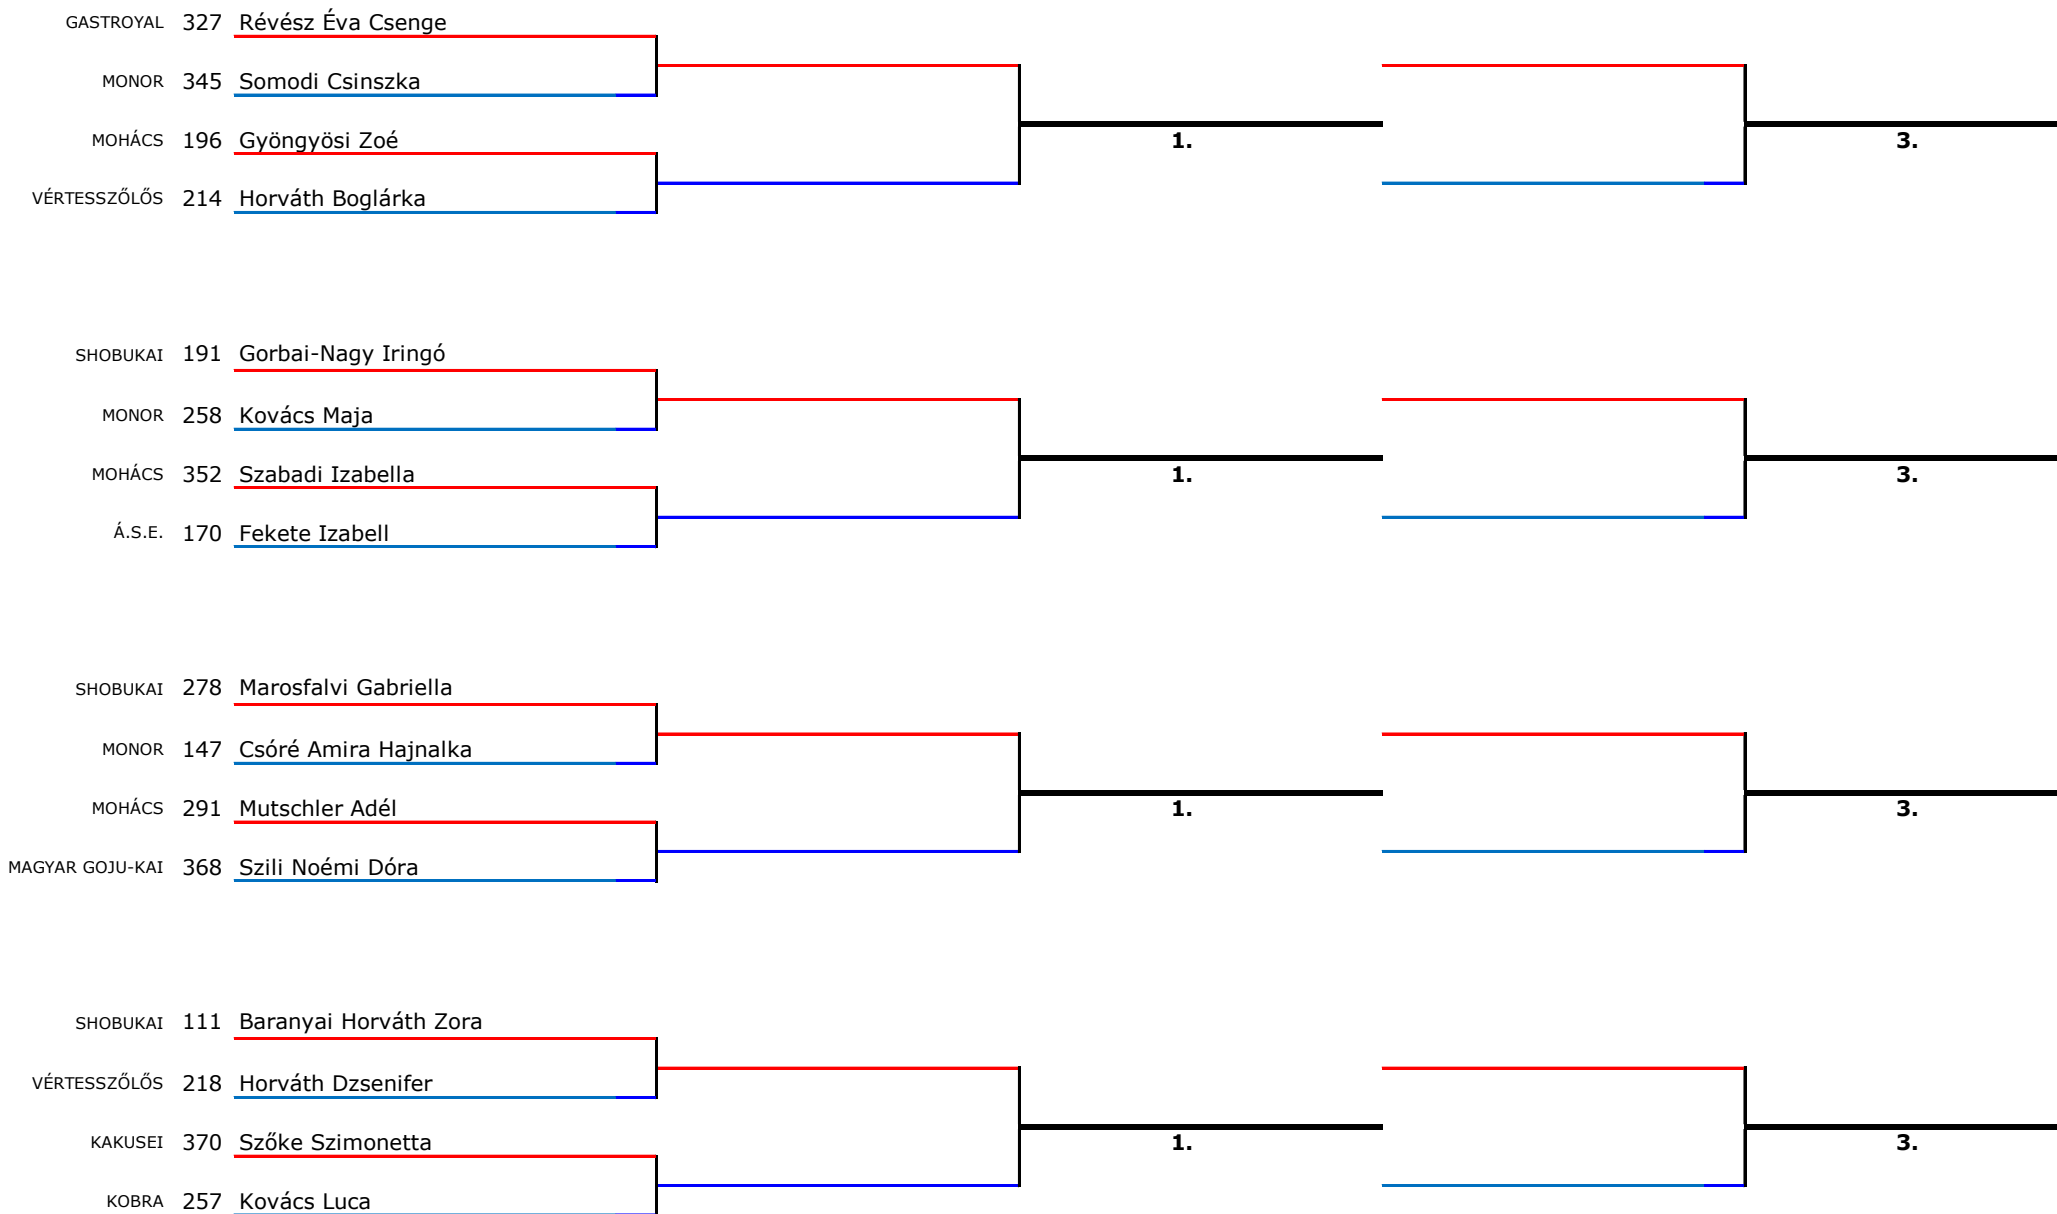 GASTROYAL 327 Révész Éva Csenge
MONOR 345 Somodi Csinszka
MOHÁCS 196 Gyöngyösi Zoé 1. 3.
VÉRTESSZŐLŐS 214 Horváth Boglárka
SHOBUKAI 191 Gorbai-Nagy Iringó
MONOR 258 Kovács Maja
MOHÁCS 352 Szabadi Izabella 1. 3.
Á.S.E. 170 Fekete Izabell
SHOBUKAI 278 Marosfalvi Gabriella
MONOR 147 Csóré Amira Hajnalka
MOHÁCS 291 Mutschler Adél 1. 3.
MAGYAR GOJU-KAI 368 Szili Noémi Dóra
SHOBUKAI 111 Baranyai Horváth Zora
VÉRTESSZŐLŐS 218 Horváth Dzsenifer
KAKUSEI 370 Szőke Szimonetta 1. 3.
KOBRA 257 Kovács Luca